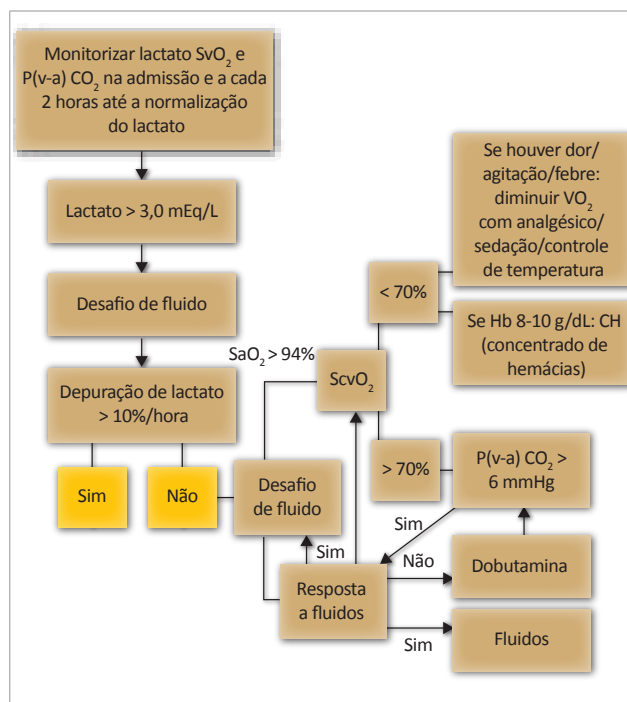 Monitorizar lactato SvO₂ e
P(v-a) CO₂ na admissão e a cada
2 horas até a normalização
do lactato
Lactato > 3,0 mEq/L
Desafio de fluido
Depuração de lactato
> 10%/hora
Sim
Não
Desafio
de fluido
SaO₂ > 94%
ScvO₂
< 70%
Se houver dor/
agitação/febre:
diminuir VO₂
com analgésico/
sedação/controle
de temperatura
Se Hb 8-10 g/dL: CH
(concentrado de
hemácias)
> 70%
P(v-a) CO₂ >
6 mmHg
Sim
Sim
Não
Resposta
a fluidos
Dobutamina
Sim
Fluidos